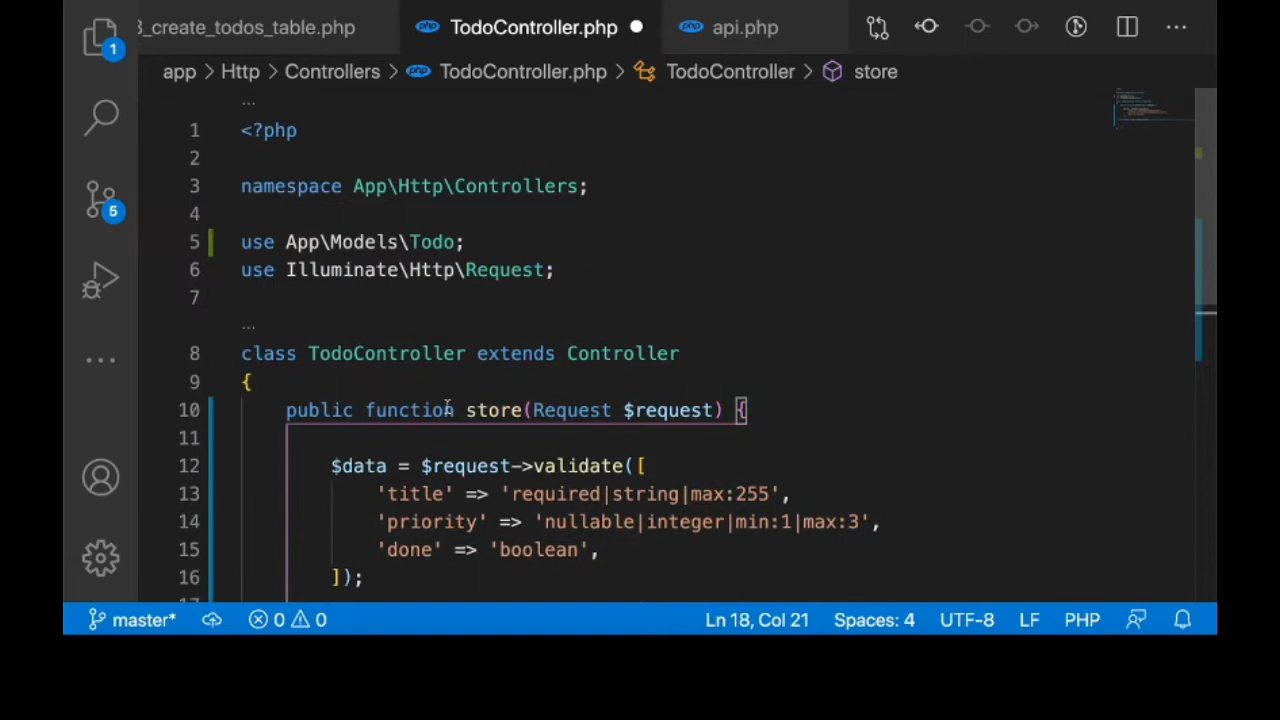 3_create_todos_table.php
php TodoController.php
php api.php
app > Http > Controllers > php TodoController.php > TodoController > store
1
...
1 <?php
2
3 namespace App\Http\Controllers;
4
5 use App\Models\Todo;
6 use Illuminate\Http\Request;
7
...
8 class TodoController extends Controller
9 {
10 public function store(Request $request) {
11
12 $data = $request->validate([
13 'title' => 'required|string|max:255',
14 'priority' => 'nullable|integer|min:1|max:3',
15 'done' => 'boolean',
16 ]);
17
5
master*
0 0
Ln 18, Col 21
Spaces: 4
UTF-8
LF
PHP